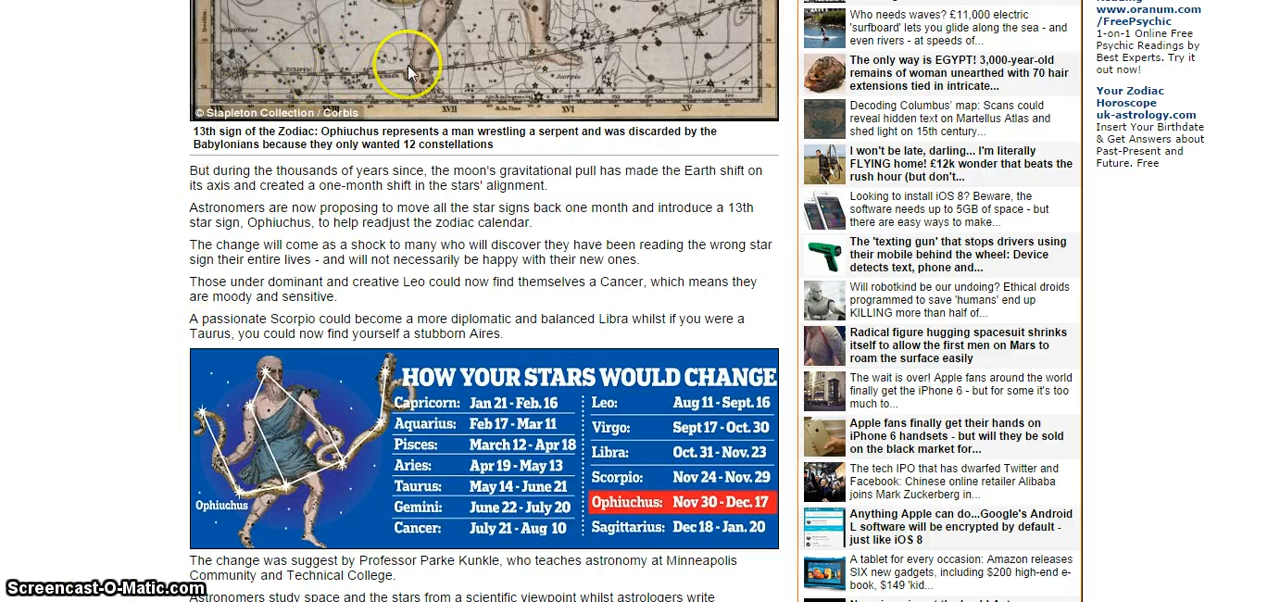 © Stapleton Collection / Corbis
13th sign of the Zodiac: Ophiuchus represents a man wrestling a serpent and was discarded by the
Babylonians because they only wanted 12 constellations
But during the thousands of years since, the moon's gravitational pull has made the Earth shift on
its axis and created a one-month shift in the stars' alignment.
Astronomers are now proposing to move all the star signs back one month and introduce a 13th
star sign, Ophiuchus, to help readjust the zodiac calendar.
The change will come as a shock to many who will discover they have been reading the wrong star
sign their entire lives - and will not necessarily be happy with their new ones.
Those under dominant and creative Leo could now find themselves a Cancer, which means they
are moody and sensitive.
A passionate Scorpio could become a more diplomatic and balanced Libra whilst if you were a
Taurus, you could now find yourself a stubborn Aires.
HOW YOUR STARS WOULD CHANGE
Capricorn: Jan 21 - Feb. 16
Aquarius: Feb 17 - Mar 11
Pisces: March 12 - Apr 18
Aries: Apr 19 - May 13
Taurus: May 14 - June 21
Gemini: June 22 - July 20
Cancer: July 21 - Aug 10
Leo: Aug 11 - Sept. 16
Virgo: Sept 17 - Oct. 30
Libra: Oct. 31 - Nov. 23
Scorpio: Nov 24 - Nov. 29
Ophiuchus: Nov 30 - Dec. 17
Sagittarius: Dec 18 - Jan. 20
Ophiuchus
The change was suggest by Professor Parke Kunkle, who teaches astronomy at Minneapolis
Community and Technical College.
Astronomers study space and the stars from a scientific viewpoint whilst astrologers write
Who needs waves? £11,000 electric
'surfboard' lets you glide along the sea - and
even rivers - at speeds of...
The only way is EGYPT! 3,000-year-old
remains of woman unearthed with 70 hair
extensions tied in intricate...
Decoding Columbus' map: Scans could
reveal hidden text on Martellus Atlas and
shed light on 15th century...
I won't be late, darling... I'm literally
FLYING home! £12k wonder that beats the
rush hour (but don't...
Looking to install iOS 8? Beware, the
software needs up to 5GB of space - but
there are easy ways to make...
The 'texting gun' that stops drivers using
their mobile behind the wheel: Device
detects text, phone and...
Will robotkind be our undoing? Ethical droids
programmed to save 'humans' end up
KILLING more than half of...
Radical figure hugging spacesuit shrinks
itself to allow the first men on Mars to
roam the surface easily
The wait is over! Apple fans around the world
finally get the iPhone 6 - but for some it's too
much to...
Apple fans finally get their hands on
iPhone 6 handsets - but will they be sold
on the black market for...
The tech IPO that has dwarfed Twitter and
Facebook: Chinese online retailer Alibaba
joins Mark Zuckerberg in...
Anything Apple can do...Google's Android
L software will be encrypted by default -
just like iOS 8
A tablet for every occasion: Amazon releases
SIX new gadgets, including $200 high-end e-
book, $149 'kid...
www.oranum.com
/FreePsychic
1-on-1 Online Free
Psychic Readings by
Best Experts. Try it
out now!
Your Zodiac
Horoscope
uk-astrology.com
Insert Your Birthdate
& Get Answers about
Past-Present and
Future. Free
Screencast-O-Matic.com